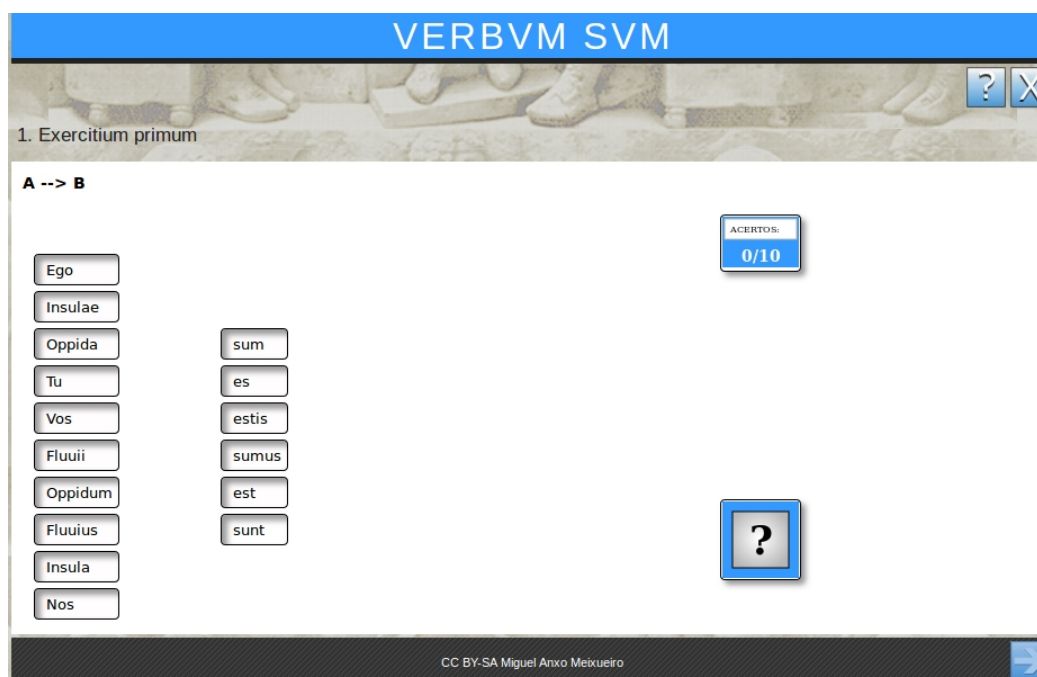 VERBVM SVM
? X
1. Exercitium primum
A --> B
ACERTOS:
0/10
Ego
Insulae
Oppida sum
Tu es
Vos estis
Fluuii sumus
Oppidum est
Fluuius sunt
?
Insula
Nos
CC BY-SA Miguel Anxo Meixueiro